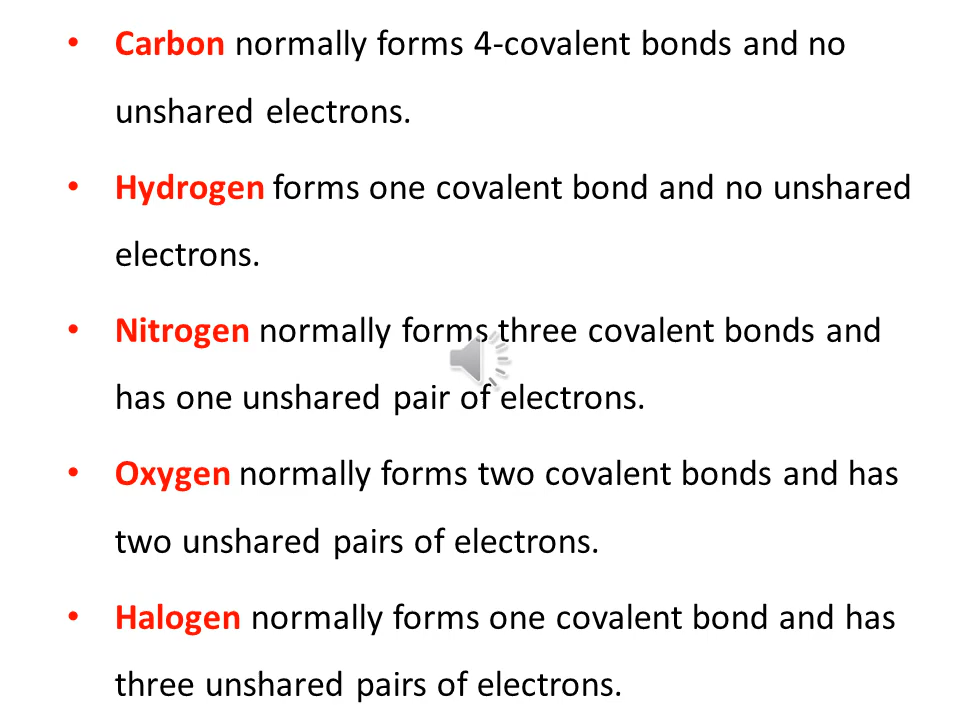 • Carbon normally forms 4-covalent bonds and no
unshared electrons.
• Hydrogen forms one covalent bond and no unshared
electrons.
• Nitrogen normally forms three covalent bonds and
has one unshared pair of electrons.
• Oxygen normally forms two covalent bonds and has
two unshared pairs of electrons.
• Halogen normally forms one covalent bond and has
three unshared pairs of electrons.